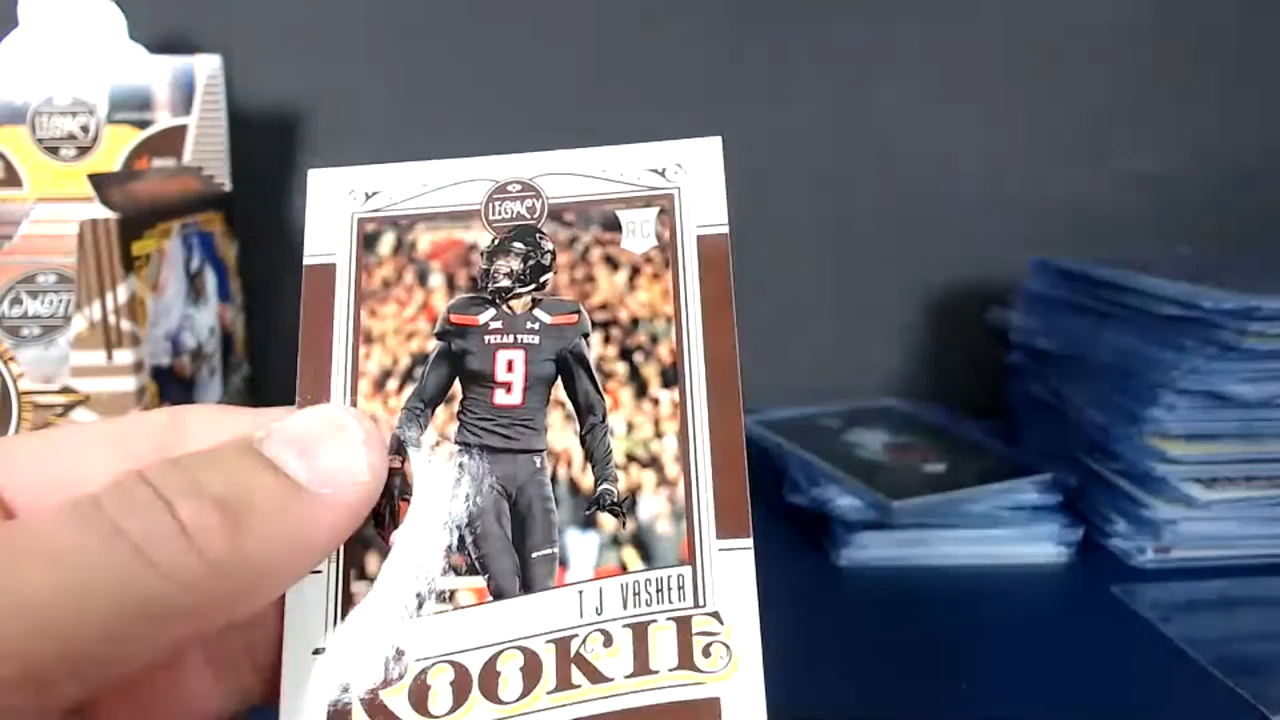 LEGACY
LEGACY
RC
LEGACY
TEXAS TECH
9
T J VASHER
ROOKIE